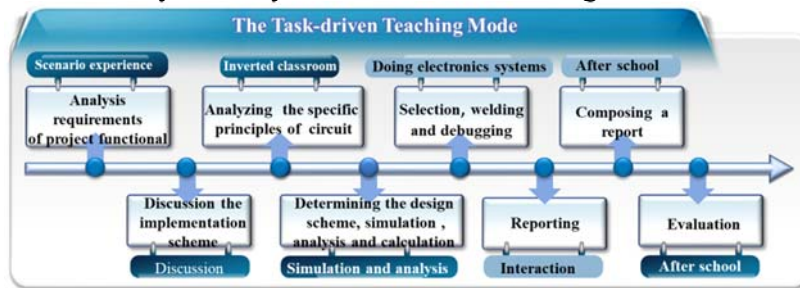 The Task-driven Teaching Mode
Scenario experience
Inverted classroom
Doing electronics systems
After school
Analysis
requirements
of project functional
Analyzing the specific
principles of circuit
Selection, welding
and debugging
Composing a
report
Discussion the
implementation
scheme
Determining the design
scheme, simulation ,
analysis and calculation
Reporting
Evaluation
Discussion
Simulation and analysis
Interaction
After school